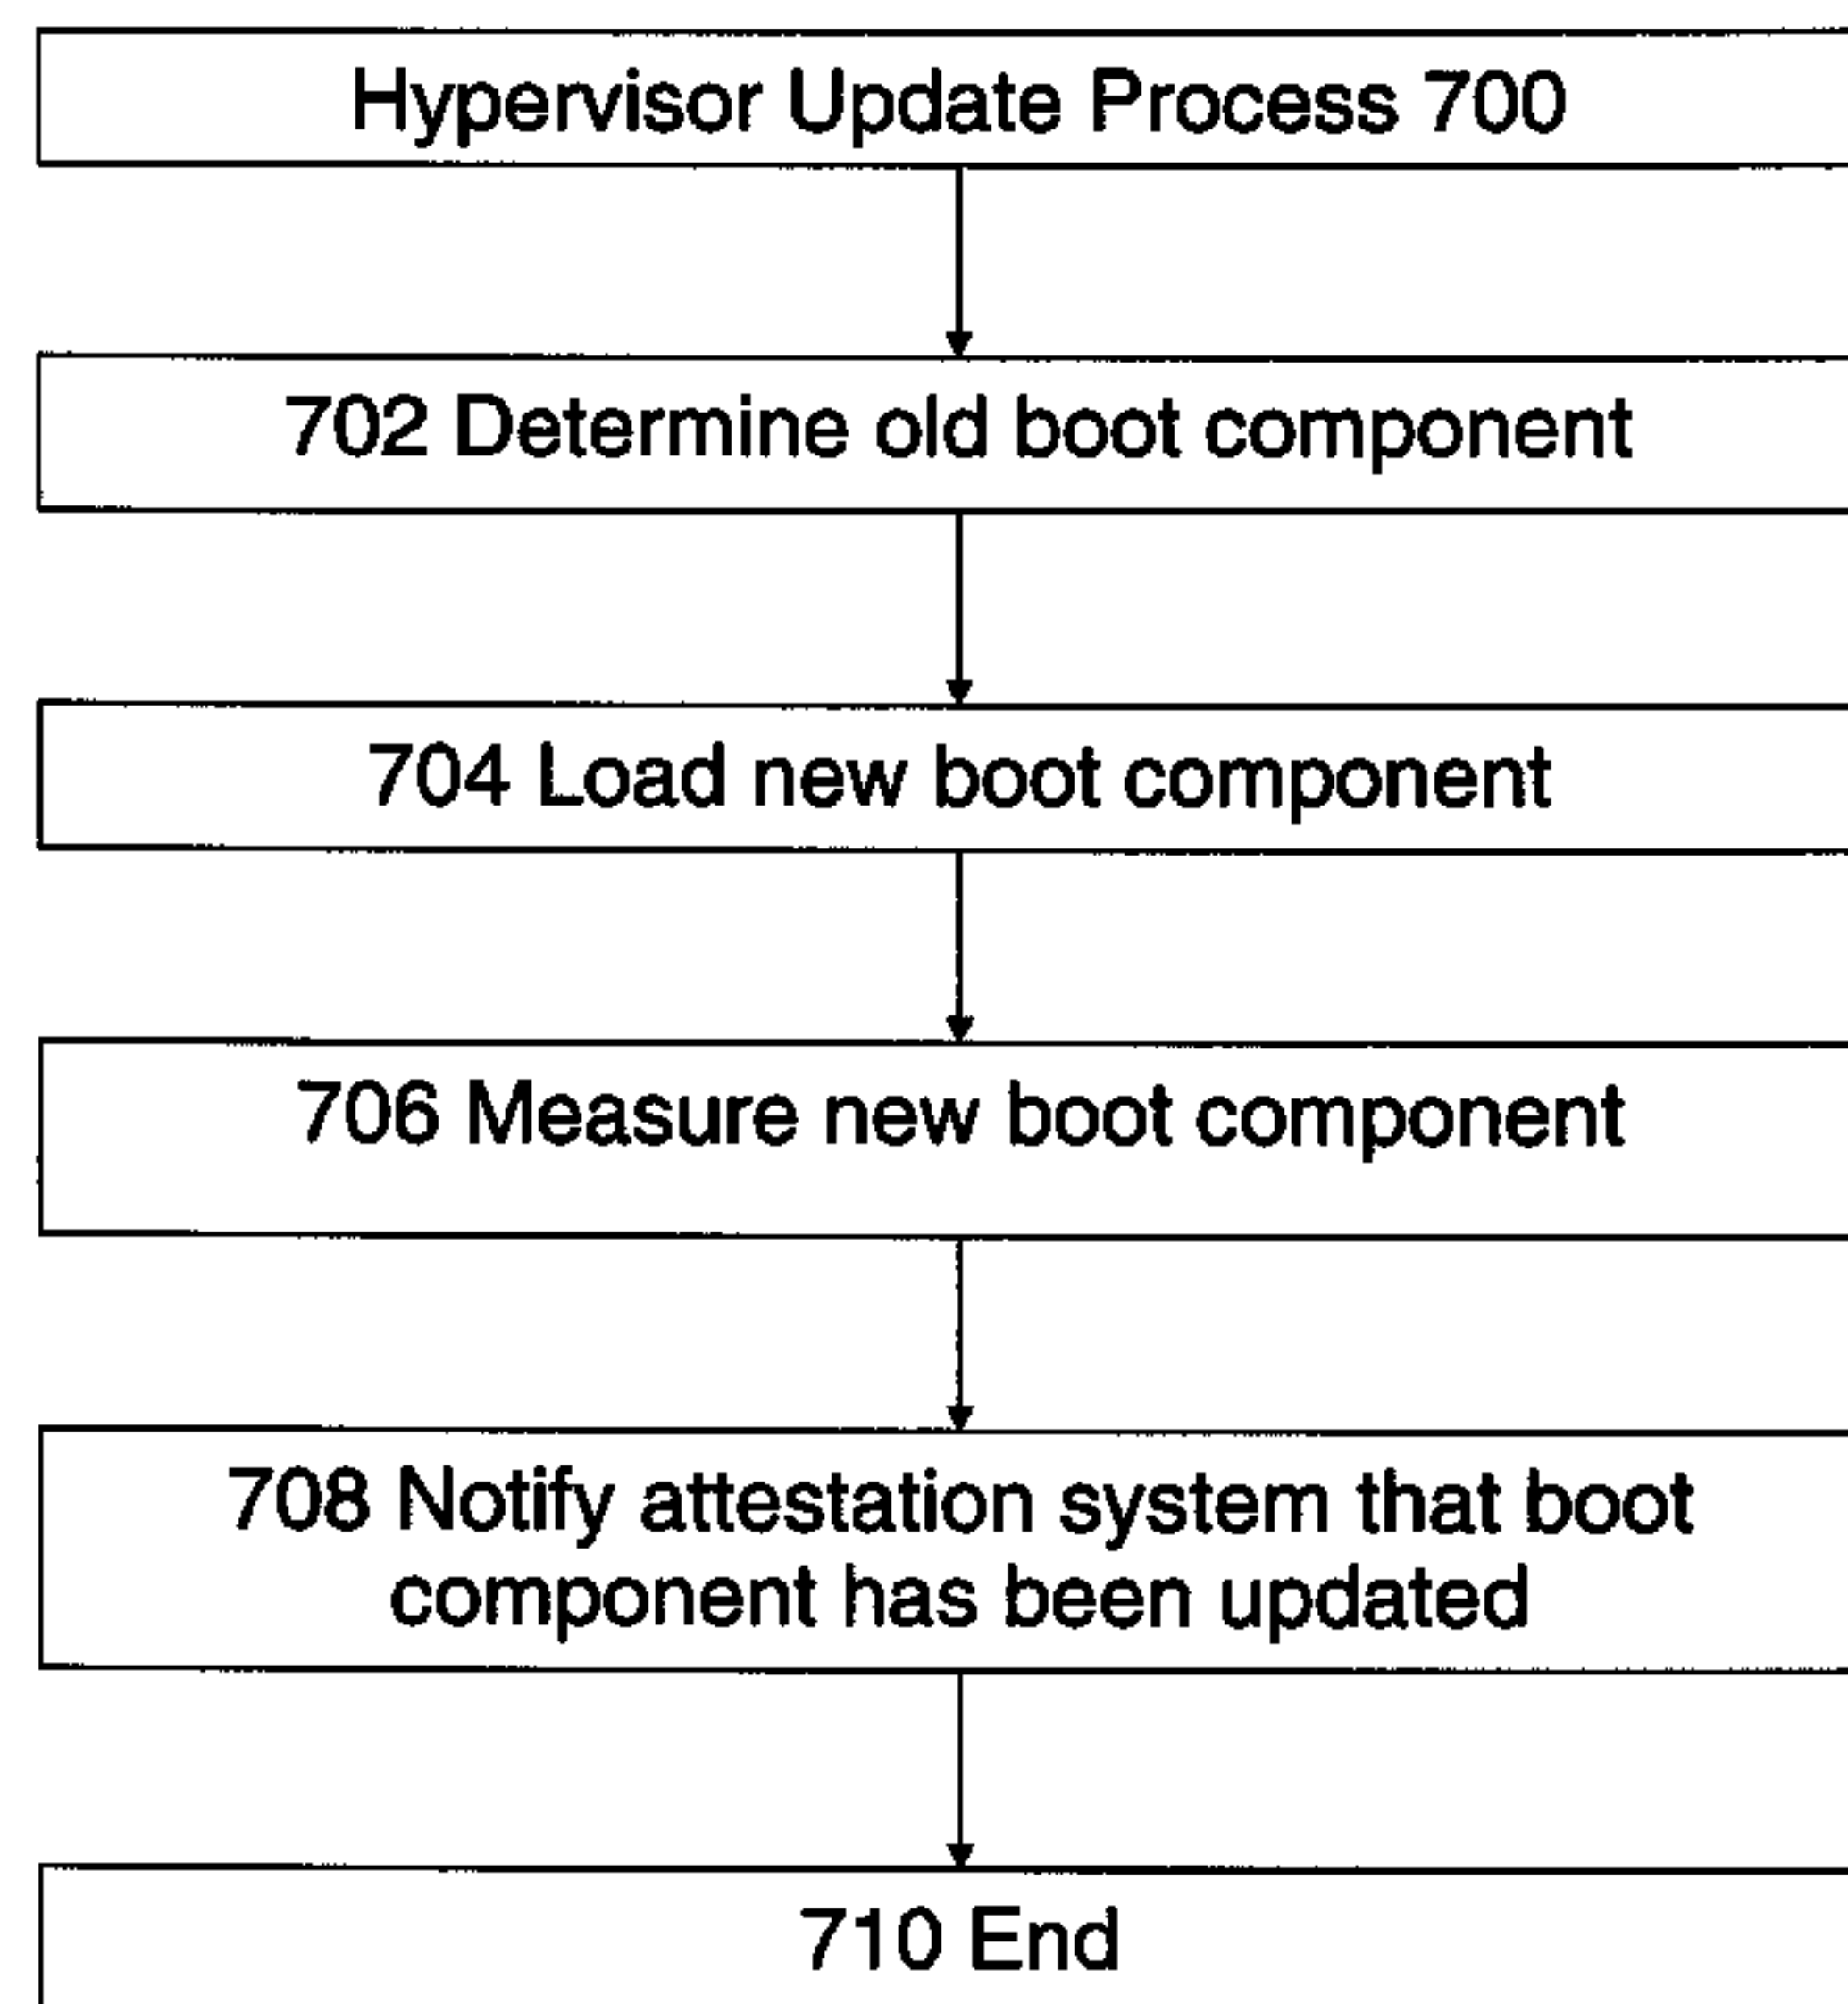 Hypervisor Update Process 700
702 Determine old boot component
704 Load new boot component
706 Measure new boot component
708 Notify attestation system that boot
component has been updated
710 End